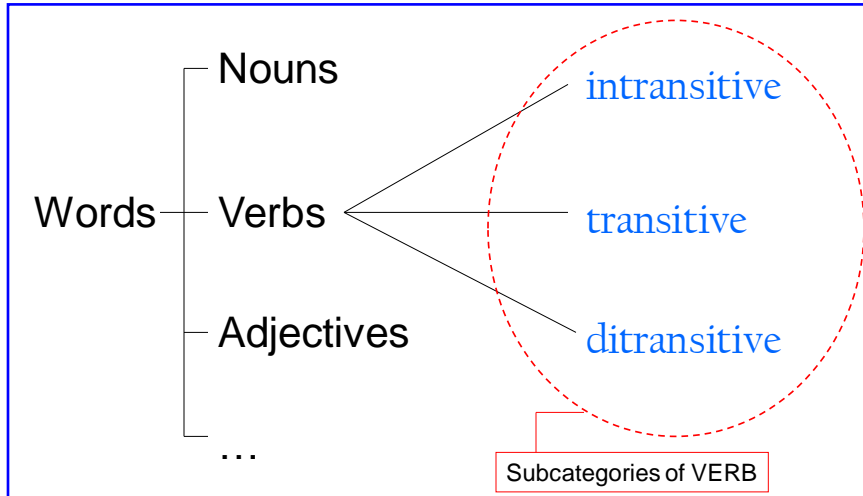 Nouns
intransitive
Words
Verbs
transitive
Adjectives
ditransitive
…
Subcategories of VERB